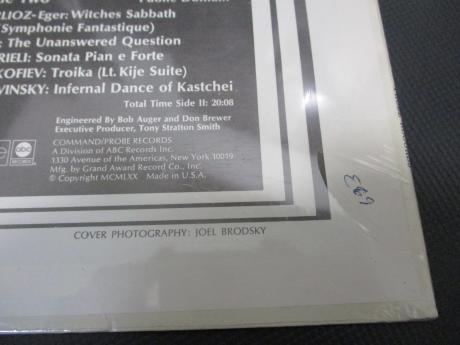 Two
LIOZ-Eger: Witches Sabbath
Symphonie Fantastique)
: The Unanswered Question
RIELI: Sonata Pian e Forte
KOFIEV: Troika (Lt. Kije Suite)
VINSKY: Infernal Dance of Kastchei
Total Time Side II: 20:08
Engineered By Bob Auger and Don Brewer
Executive Producer, Tony Stratton Smith
abc
RECORDS
COMMAND/PROBE RECORDS
A Division of ABC Records Inc.
1330 Avenue of the Americas, New York 10019
Mfg. by Grand Award Record Co., Inc.
© Copyright MCMLXX Made in U.S.A.
COVER PHOTOGRAPHY: JOEL BRODSKY